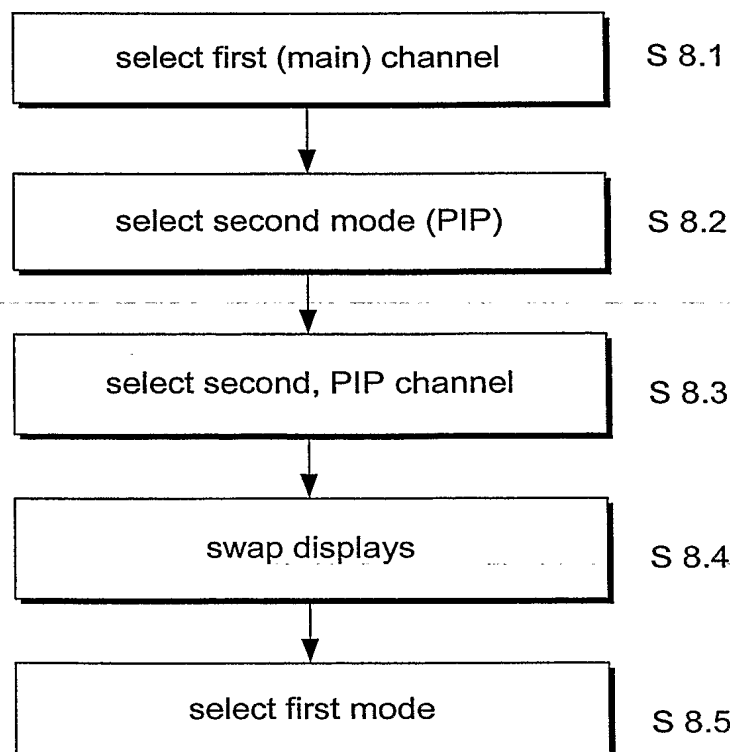 select first (main) channel S 8.1
select second mode (PIP) S 8.2
select second, PIP channel S 8.3
swap displays S 8.4
select first mode S 8.5